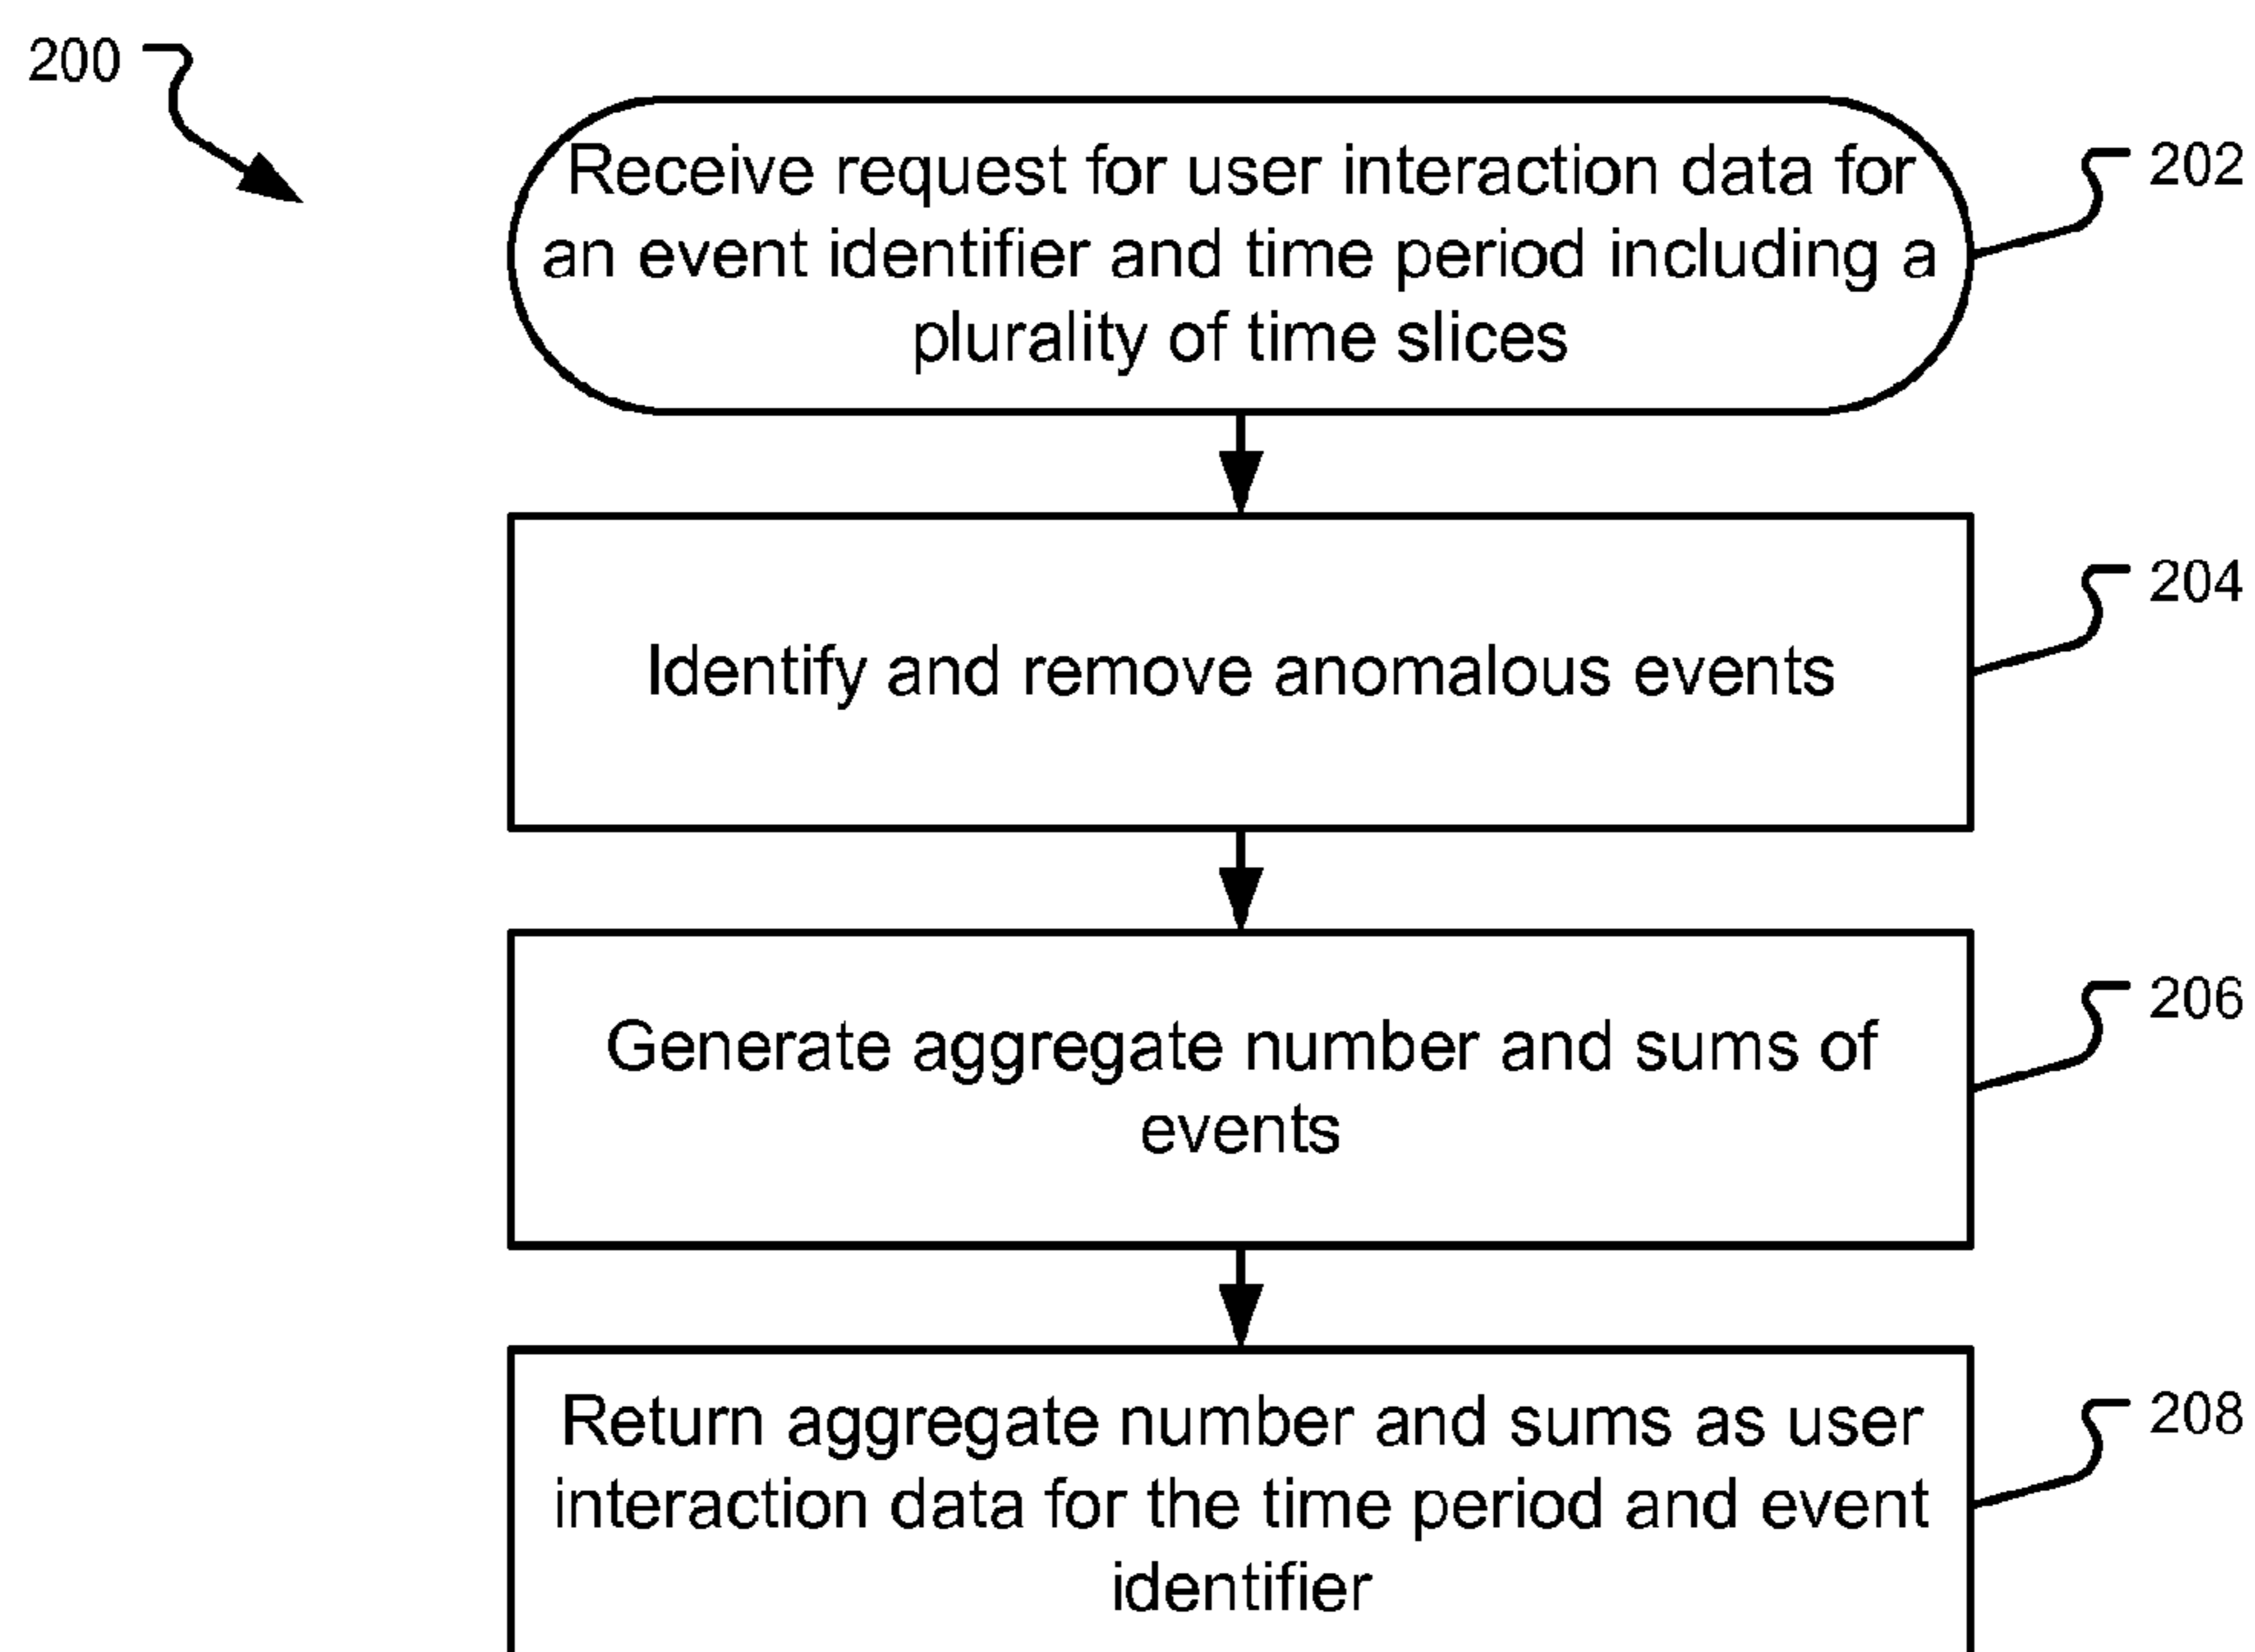 200
Receive request for user interaction data for
an event identifier and time period including a
plurality of time slices
202
Identify and remove anomalous events
204
Generate aggregate number and sums of
events
206
Return aggregate number and sums as user
interaction data for the time period and event
identifier
208